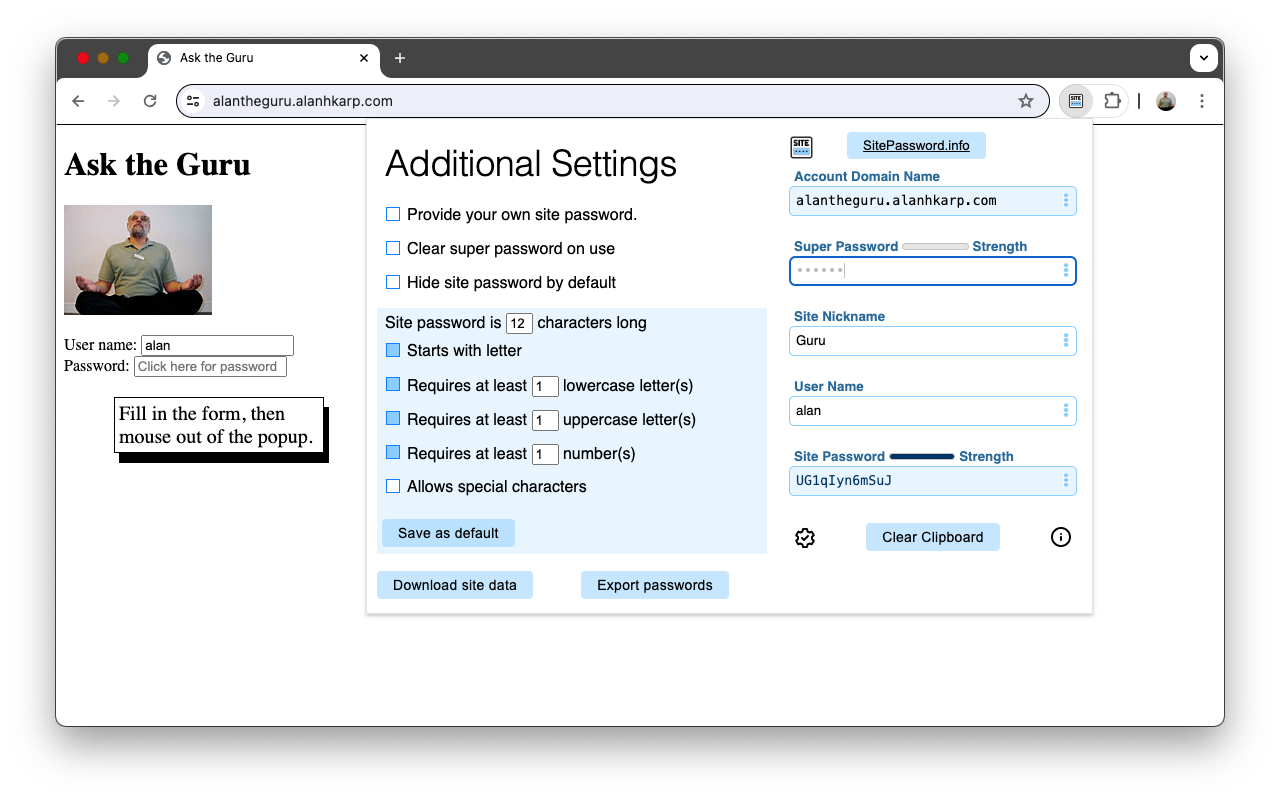 Ask the Guru
alantheguru.alanhkarp.com
SITE
Ask the Guru
User name: alan
Password: Click here for password
Fill in the form, then
mouse out of the popup.
Additional Settings
Provide your own site password.
Clear super password on use
Hide site password by default
Site password is 12 characters long
Starts with letter
Requires at least 1 lowercase letter(s)
Requires at least 1 uppercase letter(s)
Requires at least 1 number(s)
Allows special characters
Save as default
Download site data
Export passwords
SITE
SitePassword.info
Account Domain Name
alantheguru.alanhkarp.com
Super Password Strength
••••••
Site Nickname
Guru
User Name
alan
Site Password Strength
UG1qIyn6mSuJ
Clear Clipboard